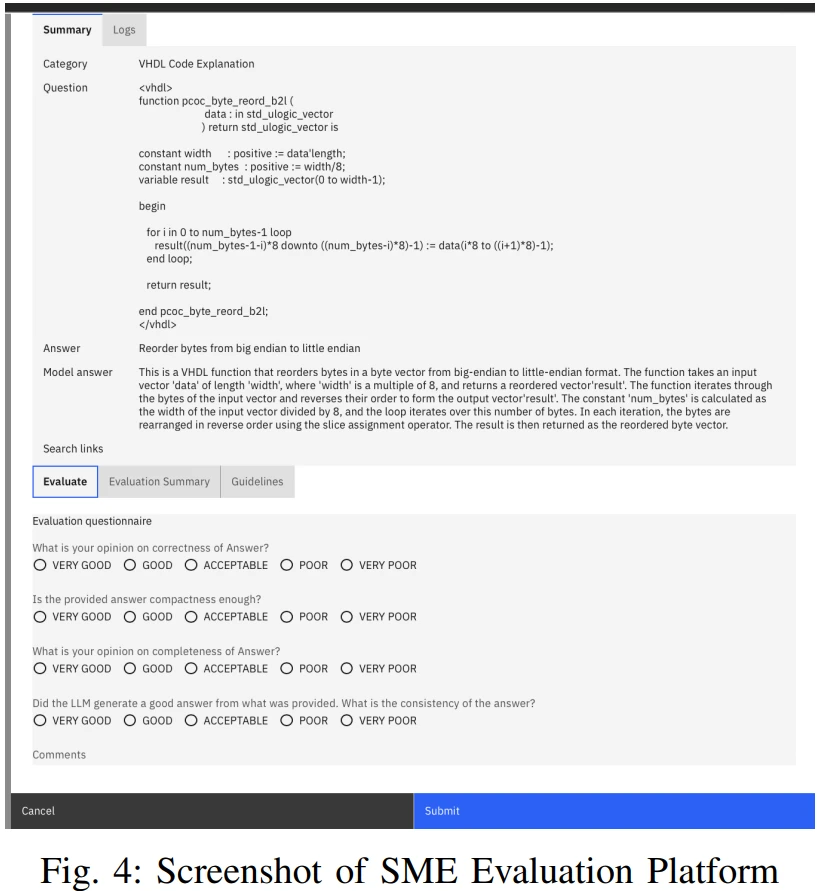 Summary Logs
Category VHDL Code Explanation
Question <vhdl>
function pcoc_byte_reord_b2l (
data : in std_ulogic_vector
) return std_ulogic_vector is
constant width : positive := data'length;
constant num_bytes : positive := width/8;
variable result : std_ulogic_vector(0 to width-1);
begin
for i in 0 to num_bytes-1 loop
result((num_bytes-1-i)*8 downto ((num_bytes-i)*8)-1) := data(i*8 to ((i+1)*8)-1);
end loop;
return result;
end pcoc_byte_reord_b2l;
</vhdl>
Answer Reorder bytes from big endian to little endian
Model answer This is a VHDL function that reorders bytes in a byte vector from big-endian to little-endian format. The function takes an input
vector 'data' of length 'width', where 'width' is a multiple of 8, and returns a reordered vector'result'. The function iterates through
the bytes of the input vector and reverses their order to form the output vector'result'. The constant 'num_bytes' is calculated as
the width of the input vector divided by 8, and the loop iterates over this number of bytes. In each iteration, the bytes are
rearranged in reverse order using the slice assignment operator. The result is then returned as the reordered byte vector.
Search links
Evaluate Evaluation Summary Guidelines
Evaluation questionnaire
What is your opinion on correctness of Answer?
VERY GOOD GOOD ACCEPTABLE POOR VERY POOR
Is the provided answer compactness enough?
VERY GOOD GOOD ACCEPTABLE POOR VERY POOR
What is your opinion on completeness of Answer?
VERY GOOD GOOD ACCEPTABLE POOR VERY POOR
Did the LLM generate a good answer from what was provided. What is the consistency of the answer?
VERY GOOD GOOD ACCEPTABLE POOR VERY POOR
Comments
Cancel Submit
Fig. 4: Screenshot of SME Evaluation Platform